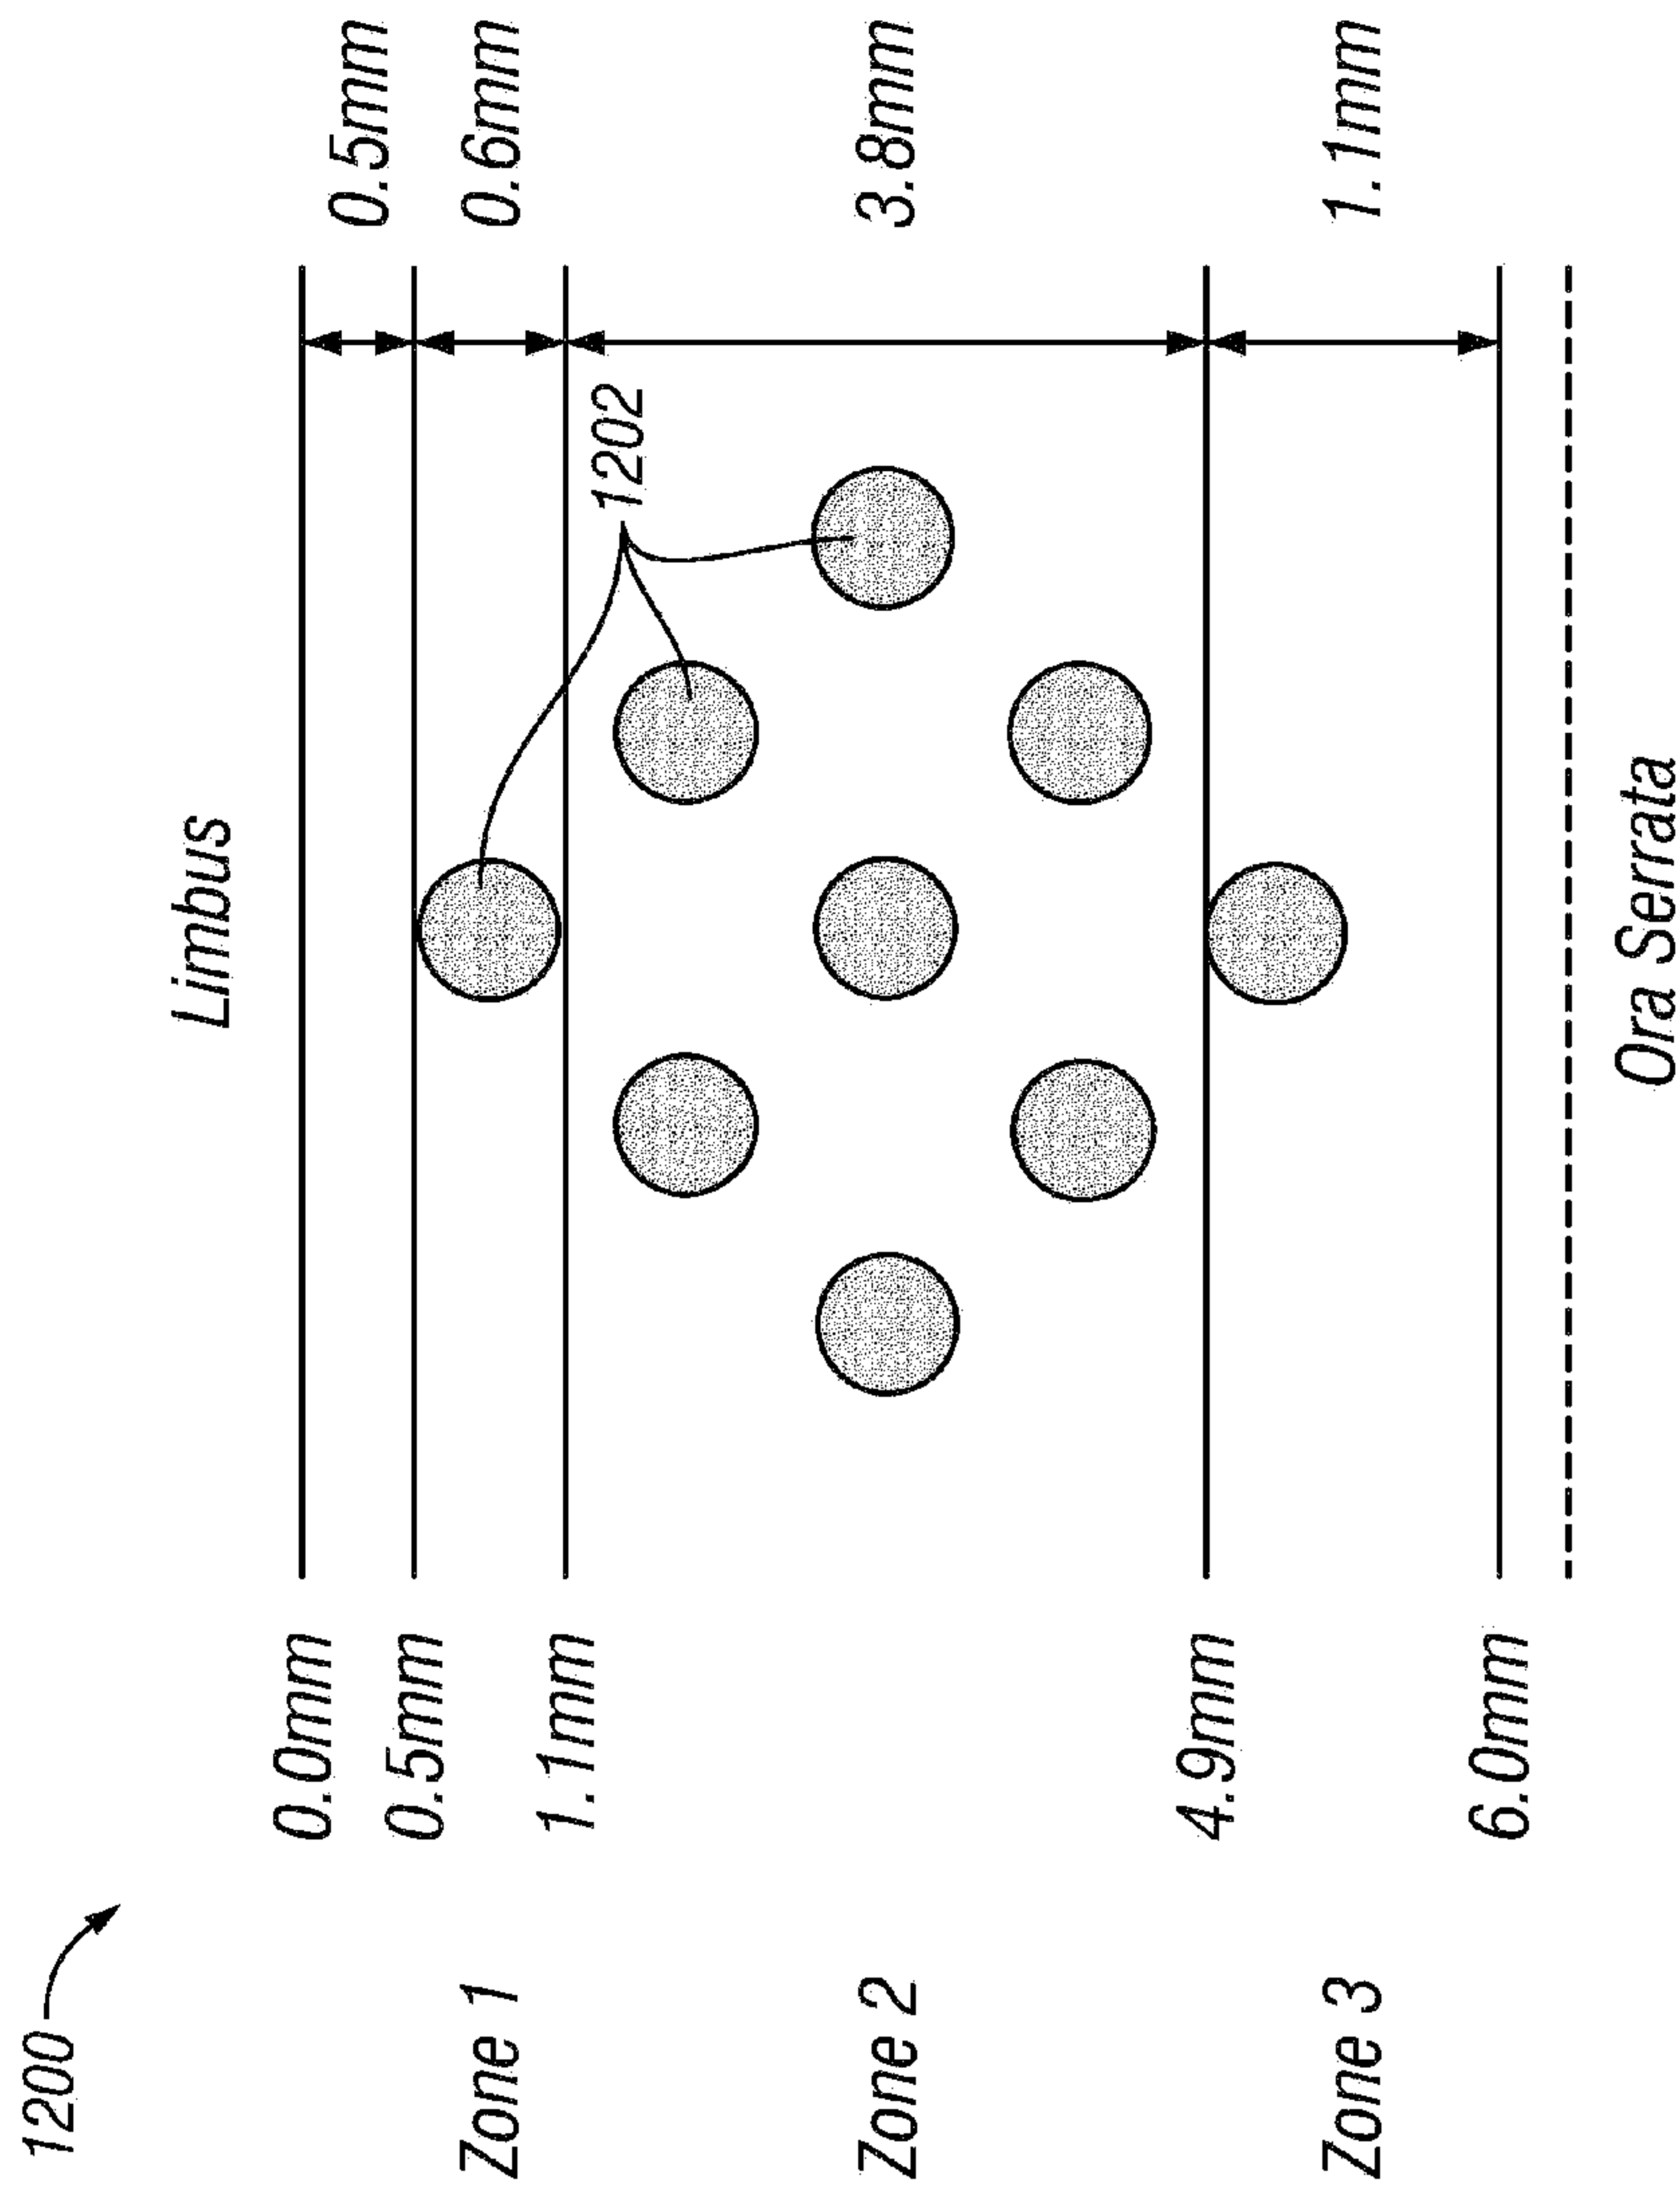 1200
Limbus
0.0mm
0.5mm
0.5mm
0.6mm
Zone 1
1.1mm
1202
Zone 2
3.8mm
4.9mm
Zone 3
1.1mm
6.0mm
Ora Serrata